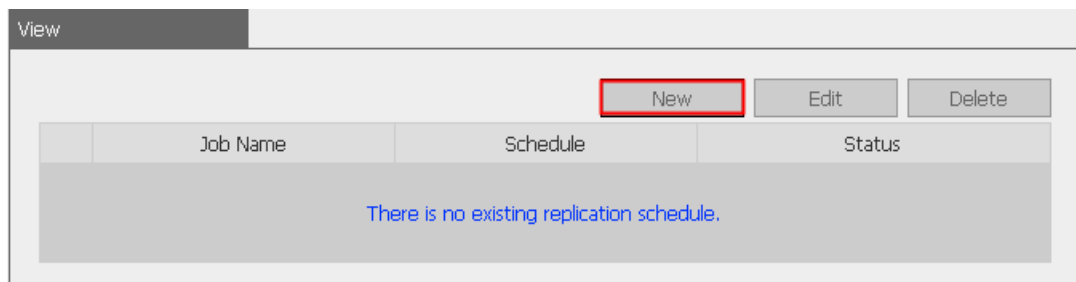 View
New Edit Delete
Job Name Schedule Status
There is no existing replication schedule.